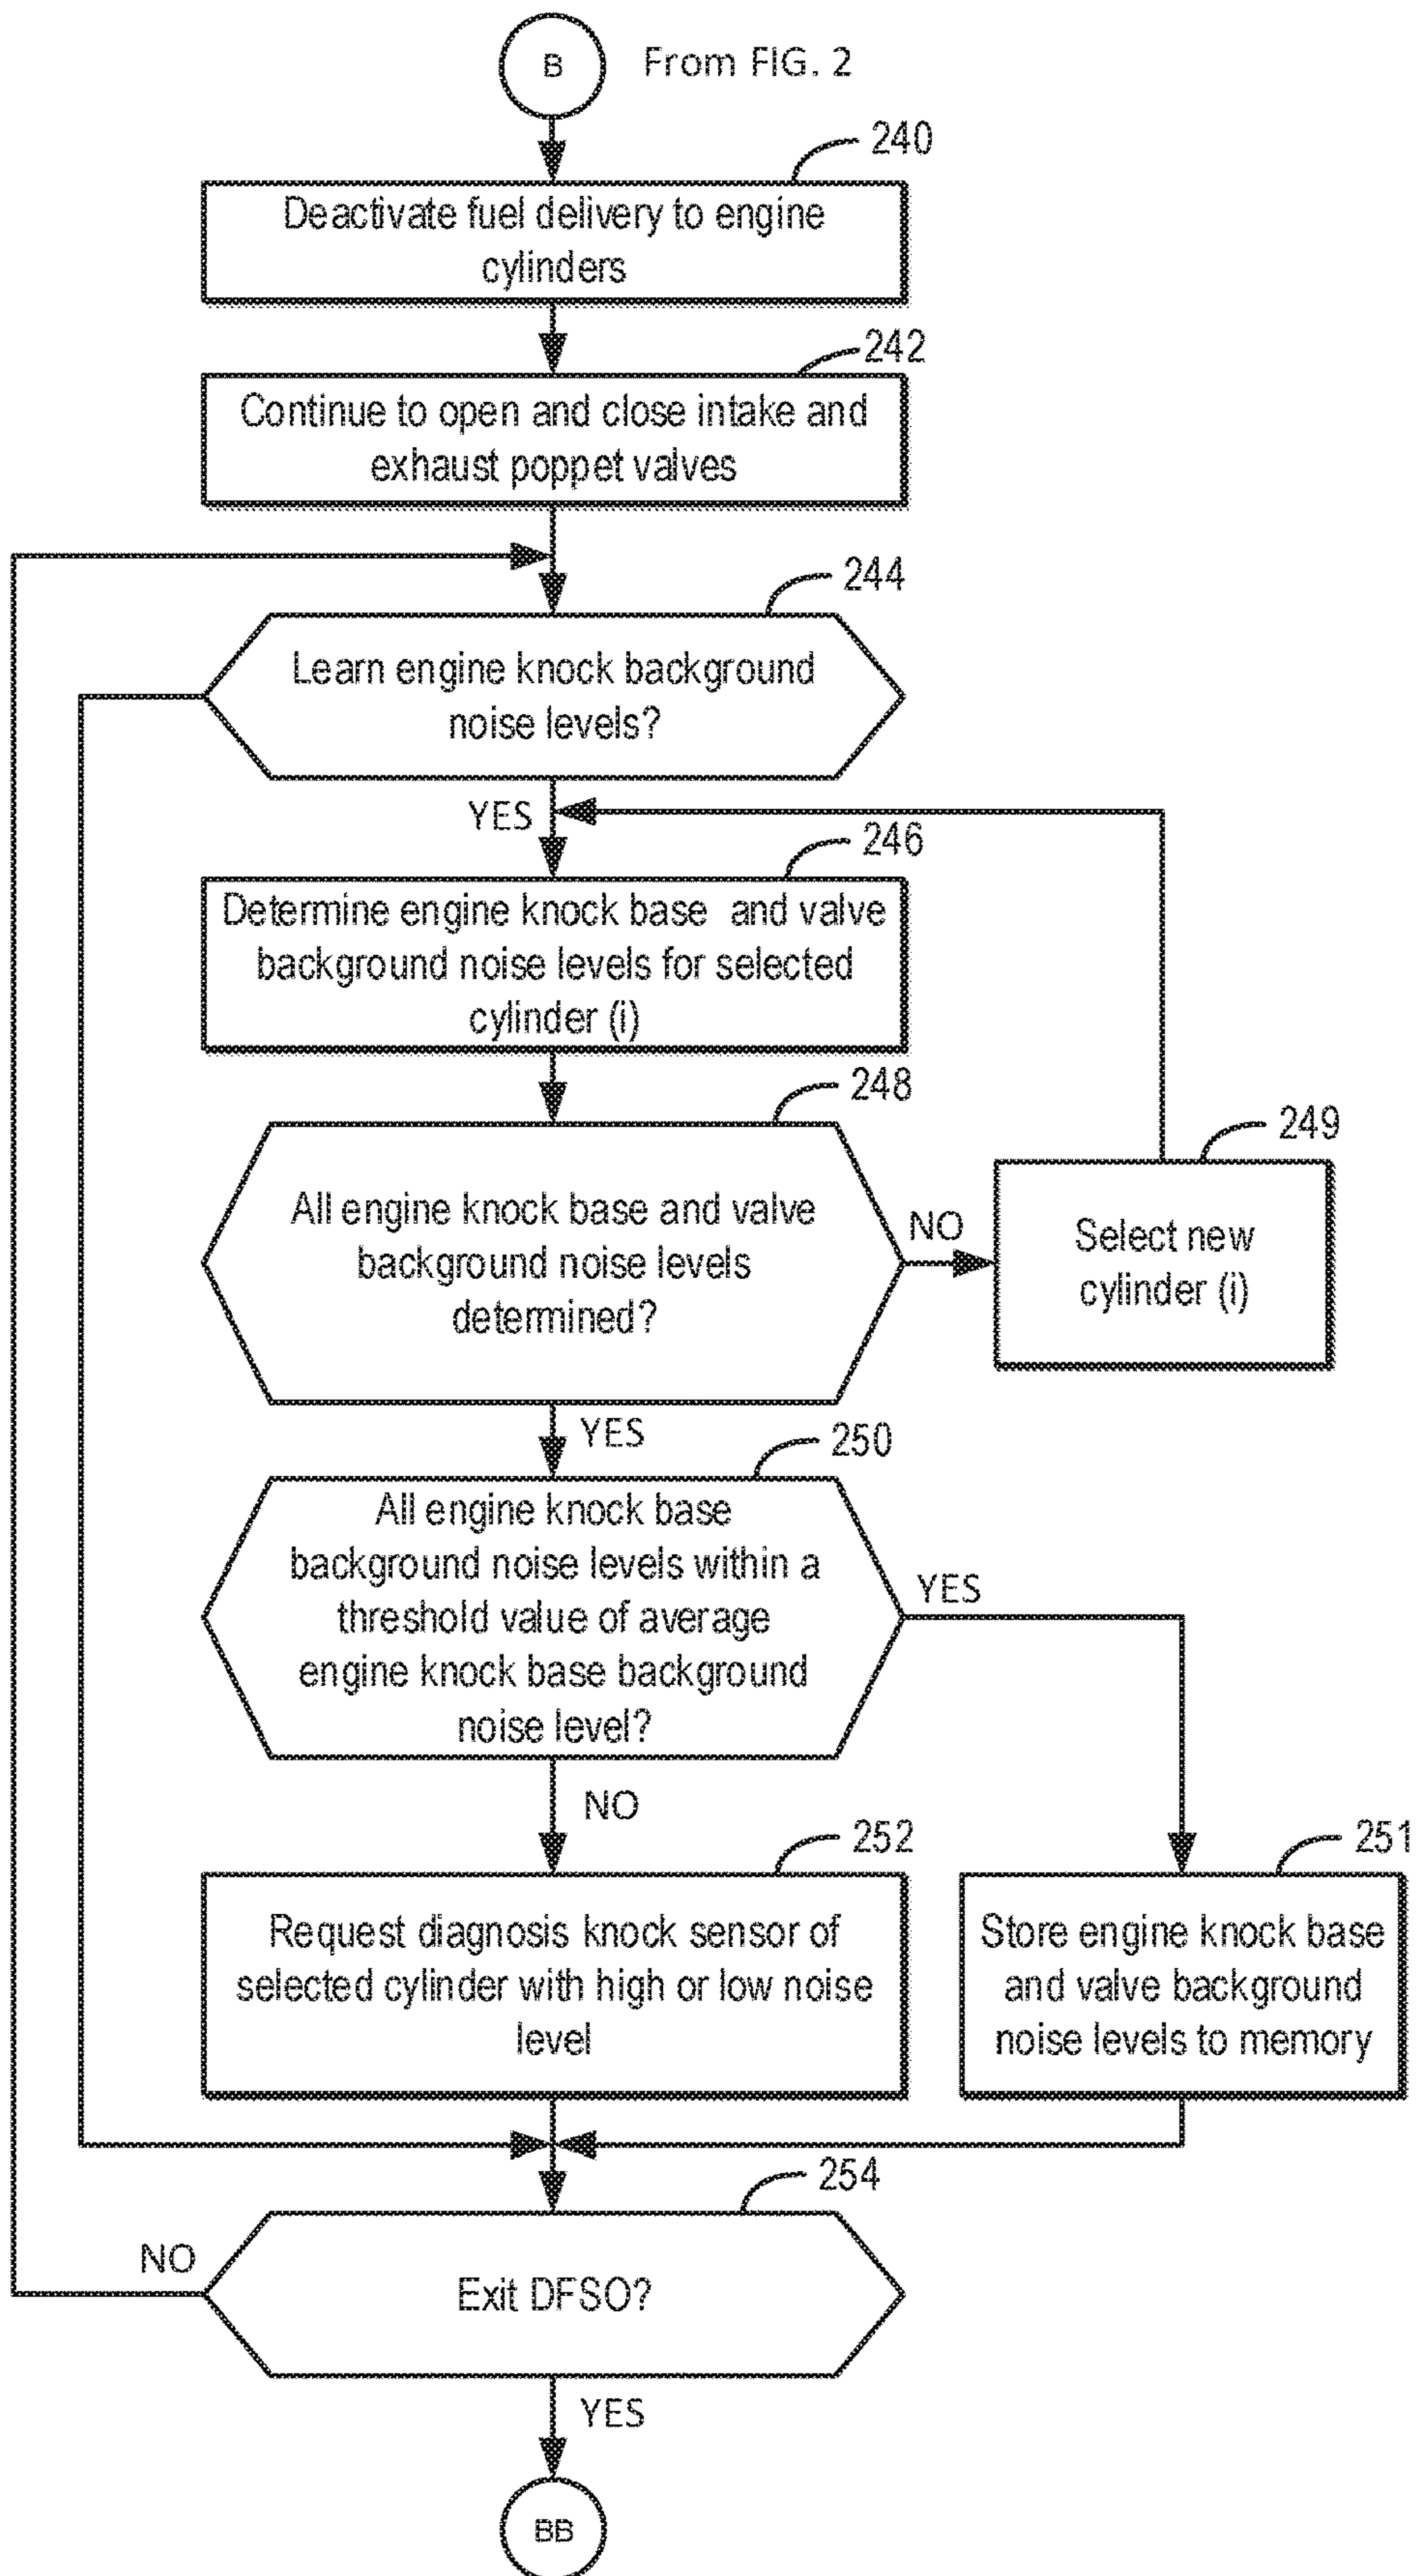 B
From FIG. 2
240
Deactivate fuel delivery to engine
cylinders
242
Continue to open and close intake and
exhaust poppet valves
244
Learn engine knock background
noise levels?
YES
246
Determine engine knock base and valve
background noise levels for selected
cylinder (i)
248
All engine knock base and valve
background noise levels
determined?
NO
249
Select new
cylinder (i)
YES
250
All engine knock base
background noise levels within a
threshold value of average
engine knock base background
noise level?
YES
NO
252
Request diagnosis knock sensor of
selected cylinder with high or low noise
level
251
Store engine knock base
and valve background
noise levels to memory
254
NO
Exit DFSO?
YES
BB